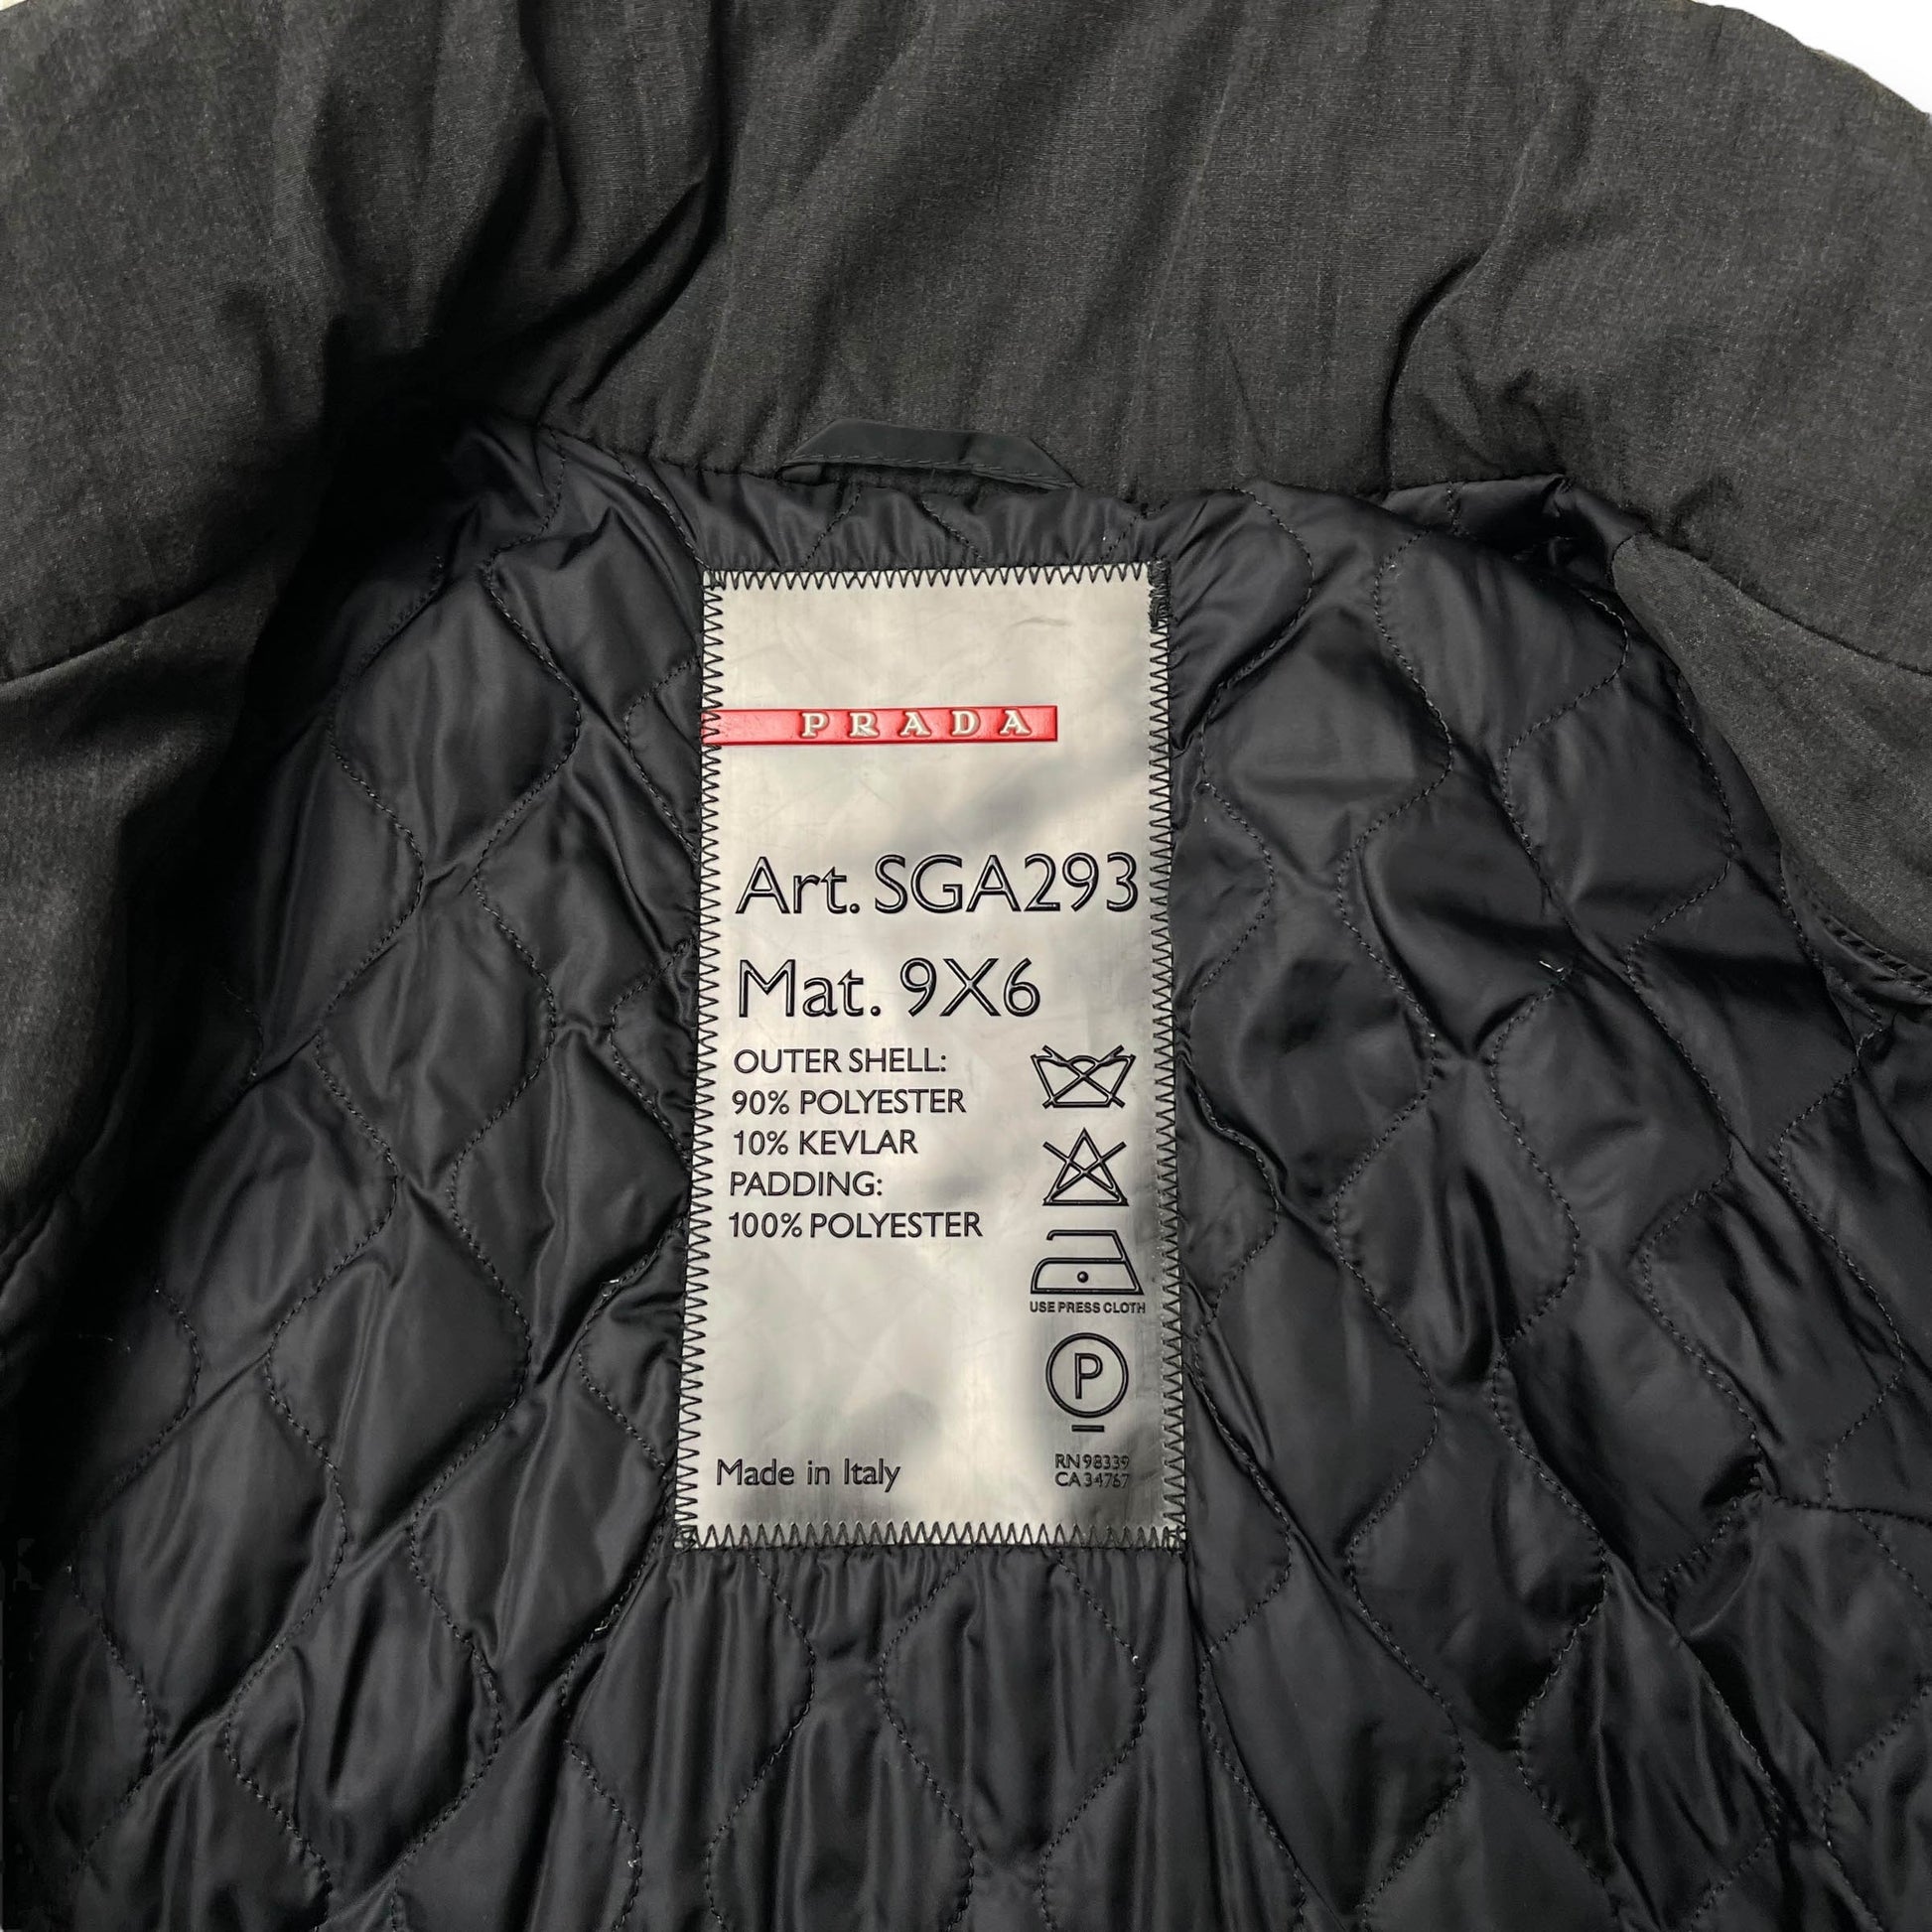 PRADA
Art. SGA293
Mat. 9X6
OUTER SHELL:
90% POLYESTER
10% KEVLAR
PADDING:
100% POLYESTER
USE PRESS CLOTH
P
Made in Italy
RN 98339
CA 34767